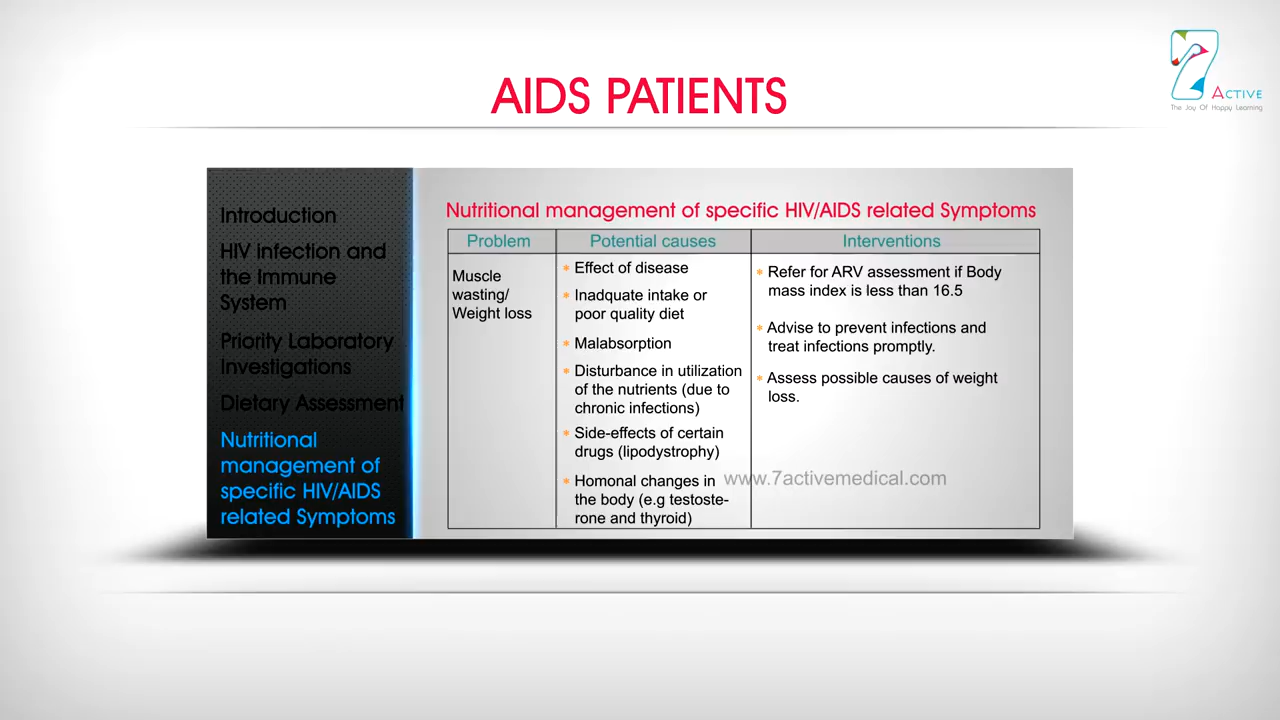 AIDS PATIENTS
7 ACTIVE
The Joy Of Happy Learning
Introduction
HIV infection and
the Immune
System
Priority Laboratory
Investigations
Dietary Assessment
Nutritional
management of
specific HIV/AIDS
related Symptoms
Nutritional management of specific HIV/AIDS related Symptoms
Problem
Potential causes
Interventions
Muscle
wasting/
Weight loss
* Effect of disease
* Inadquate intake or
poor quality diet
* Malabsorption
* Disturbance in utilization
of the nutrients (due to
chronic infections)
* Side-effects of certain
drugs (lipodystrophy)
* Homonal changes in
the body (e.g testoste-
rone and thyroid)
* Refer for ARV assessment if Body
mass index is less than 16.5
* Advise to prevent infections and
treat infections promptly.
* Assess possible causes of weight
loss.
www.7activemedical.com